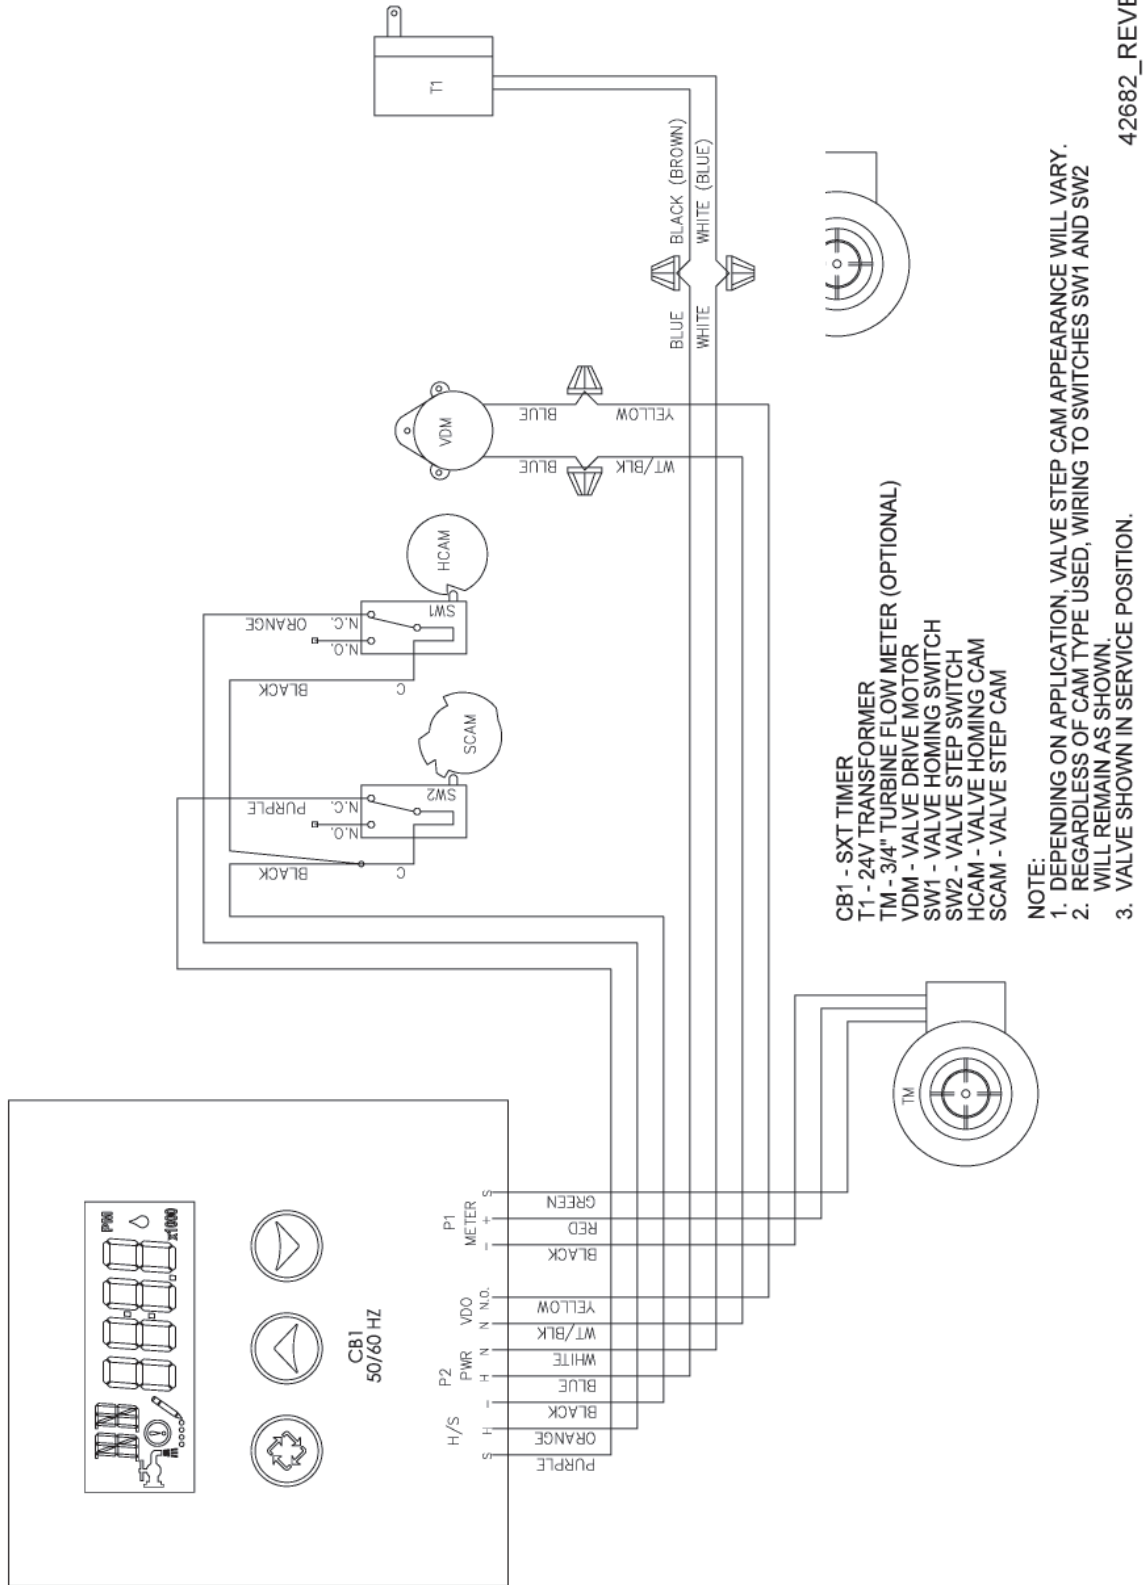 T1
BLACK (BROWN)
WHITE (BLUE)
BLUE
WHITE
VDM
BLUE
YELLOW
BLUE
WT/BLK
HCAM
SW1
ORANGE
N.C.
N.O.
BLACK
C
SCAM
SW2
PURPLE
N.C.
N.O.
BLACK
C
PM
x1000
CB1
50/60 HZ
P1
METER
S
+
-
GREEN
RED
BLACK
VDO
N.O.
N
YELLOW
WT/BLK
P2
PWR
N
H
WHITE
BLUE
H/S
-
H
S
BLACK
ORANGE
PURPLE
TM
CB1 - SXT TIMER
T1 - 24V TRANSFORMER
TM - 3/4" TURBINE FLOW METER (OPTIONAL)
VDM - VALVE DRIVE MOTOR
SW1 - VALVE HOMING SWITCH
SW2 - VALVE STEP SWITCH
HCAM - VALVE HOMING CAM
SCAM - VALVE STEP CAM
NOTE:
1. DEPENDING ON APPLICATION, VALVE STEP CAM APPEARANCE WILL VARY.
2. REGARDLESS OF CAM TYPE USED, WIRING TO SWITCHES SW1 AND SW2
WILL REMAIN AS SHOWN.
3. VALVE SHOWN IN SERVICE POSITION.
42682_REVE